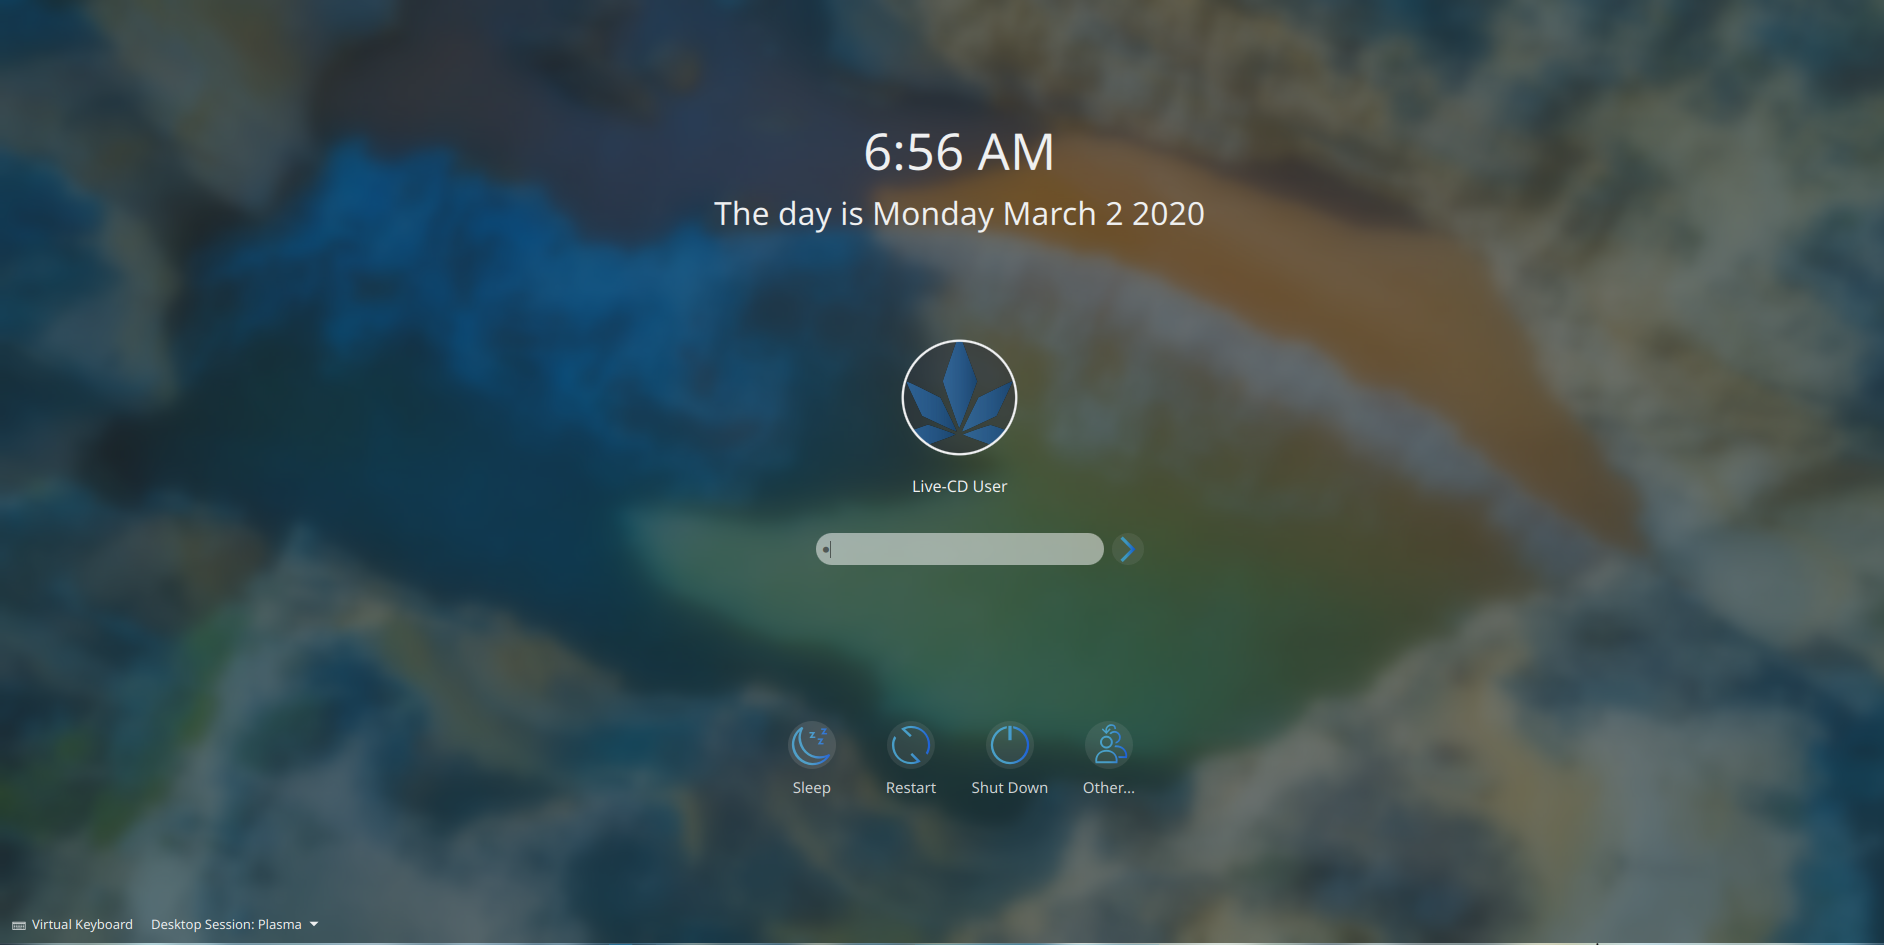 6:56 AM
The day is Monday March 2 2020
Live-CD User
Sleep
Restart
Shut Down
Other...
Virtual Keyboard
Desktop Session: Plasma